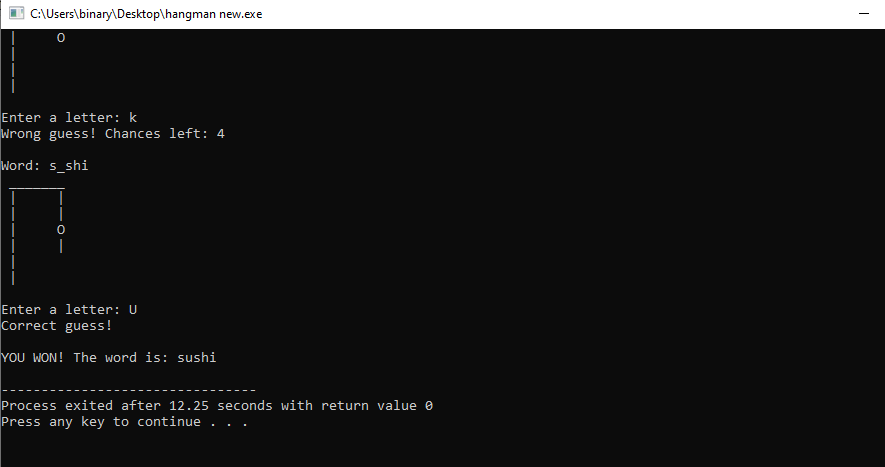 C:\Users\binary\Desktop\hangman new.exe
 |     O
 |
 |
 |
Enter a letter: k
Wrong guess! Chances left: 4
Word: s_shi
 _______
 |     |
 |     |
 |     O
 |     |
 |
 |
Enter a letter: U
Correct guess!
YOU WON! The word is: sushi
--------------------------------
Process exited after 12.25 seconds with return value 0
Press any key to continue . . .